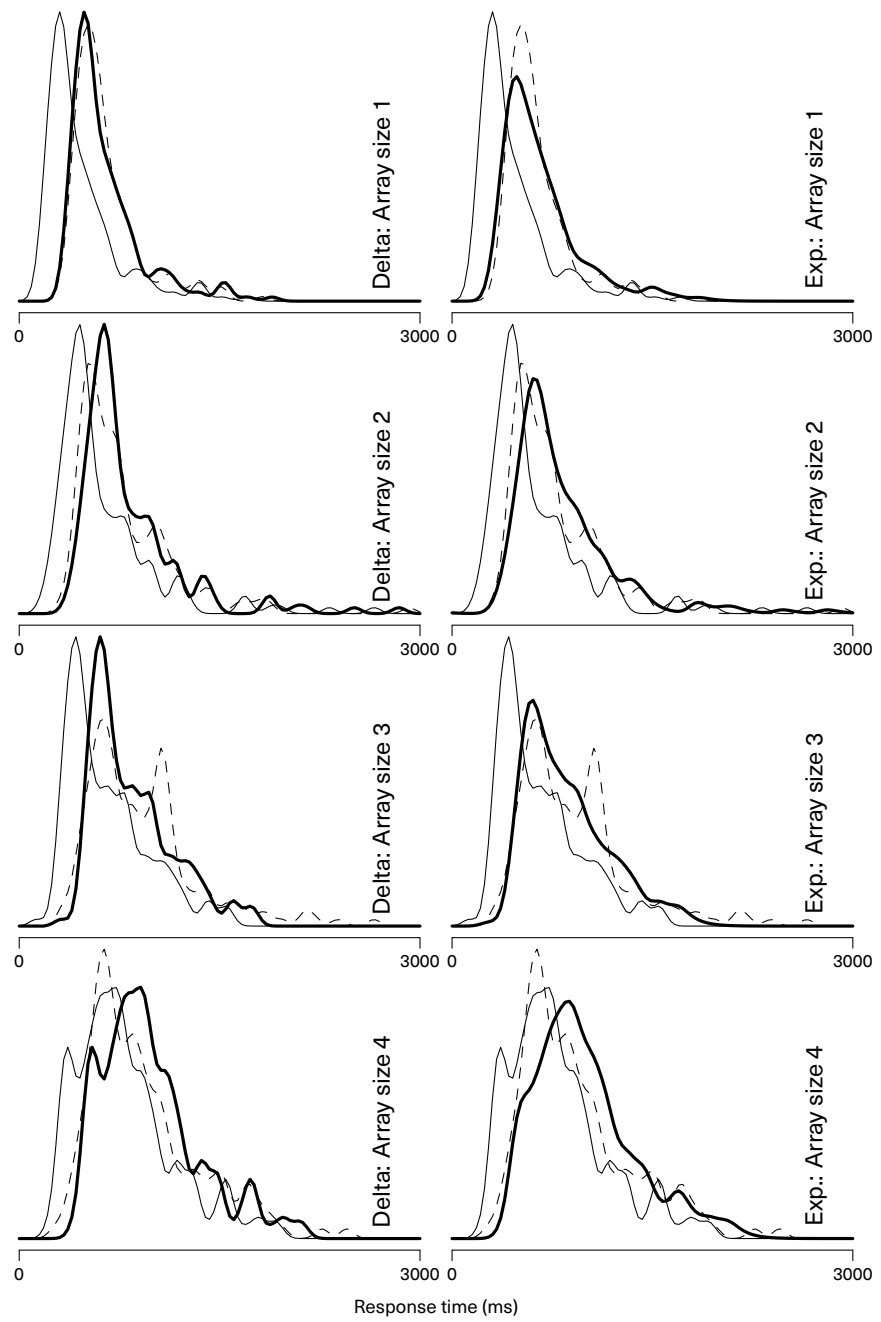 Delta: Array size 1
Exp.: Array size 1
0 3000 0 3000
Delta: Array size 2
Exp.: Array size 2
0 3000 0 3000
Delta: Array size 3
Exp.: Array size 3
0 3000 0 3000
Delta: Array size 4
Exp.: Array size 4
0 3000 0 3000
Response time (ms)